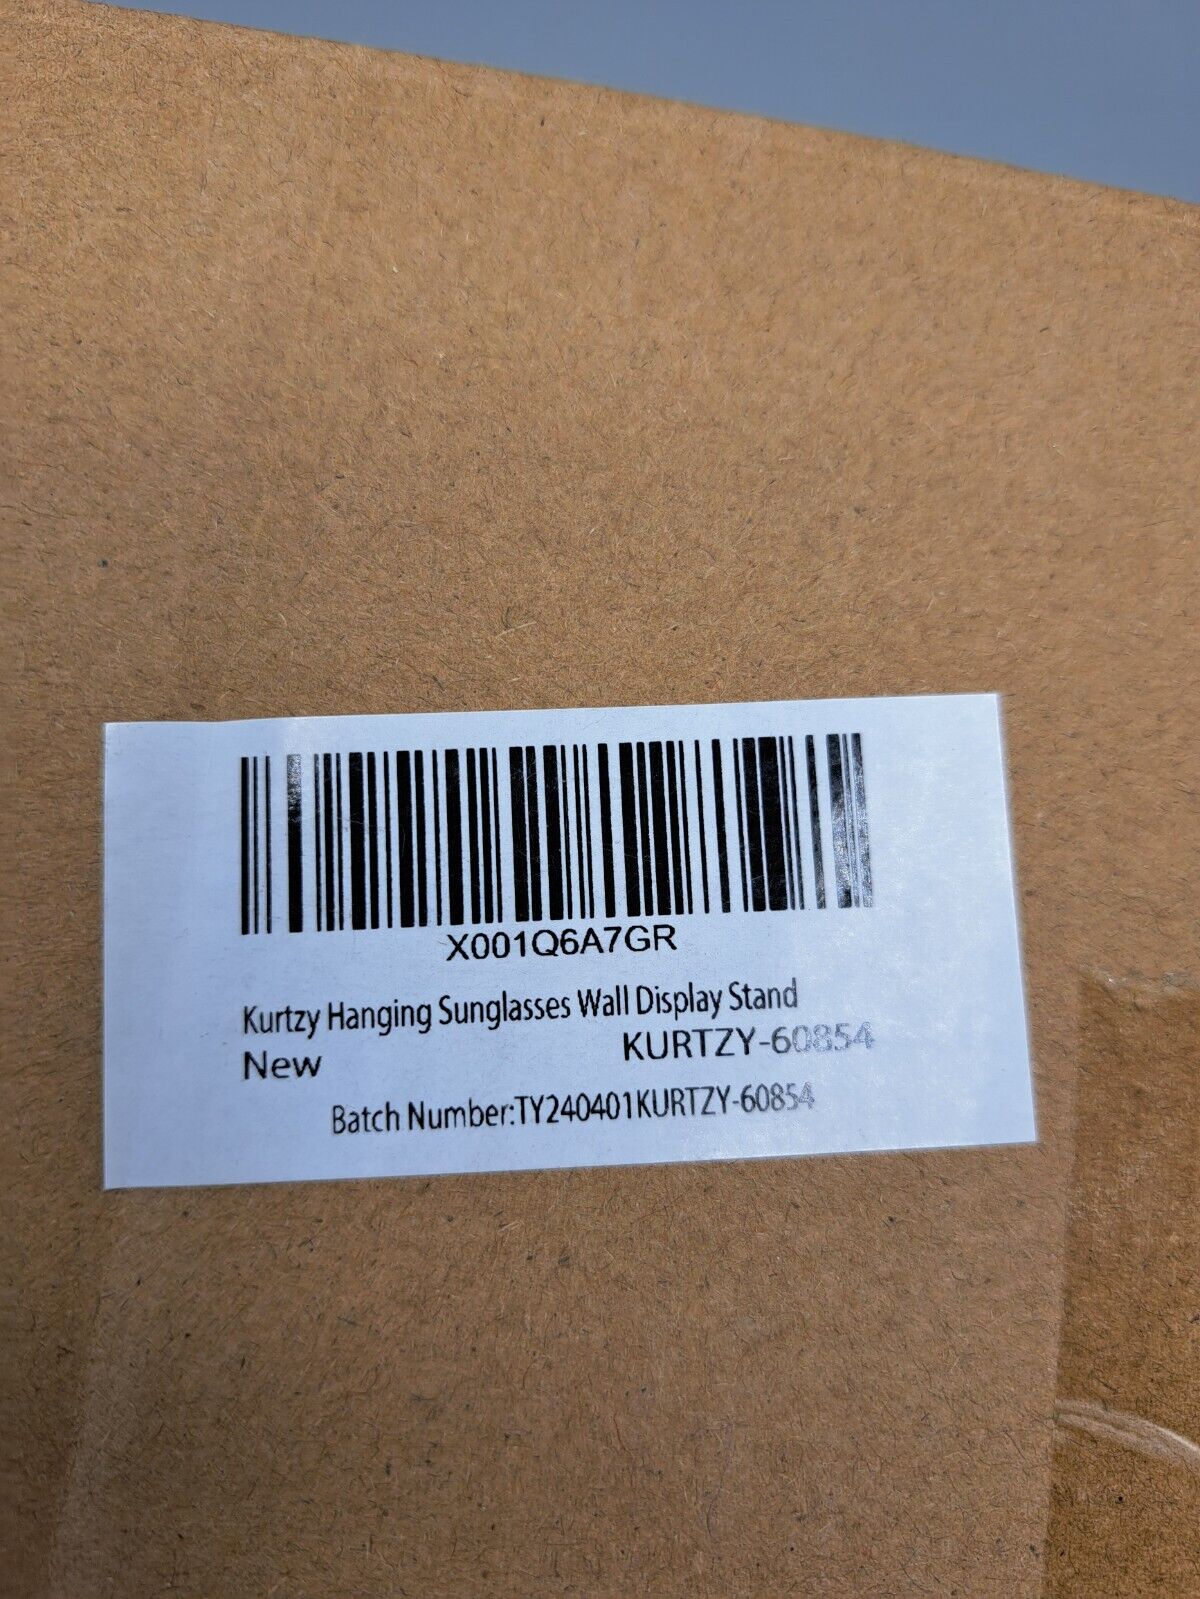 X001Q6A7GR
Kurtzy Hanging Sunglasses Wall Display Stand
New KURTZY-60854
Batch Number:TY240401KURTZY-60854